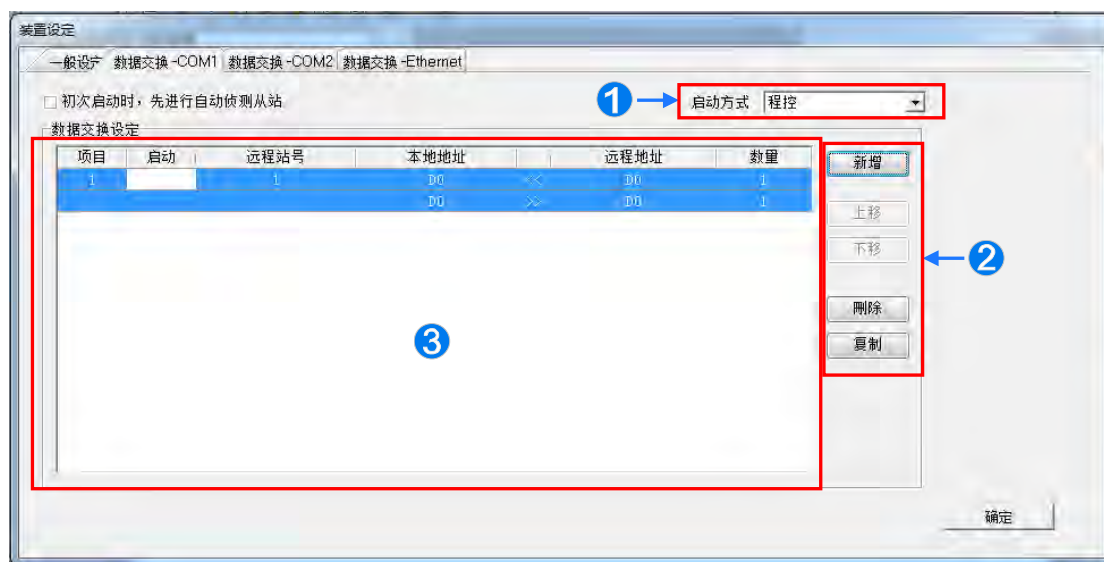 装置设定
一般设定 数据交换-COM1 数据交换-COM2 数据交换-Ethernet
初次启动时，先进行自动侦测从站
1 启动方式 程控
数据交换设定
项目 启动 远程站号 本地地址 远程地址 数量
1 1 D0 << D0 1
D0 >> D0 1
新增
上移
下移
2
删除
复制
3
确定